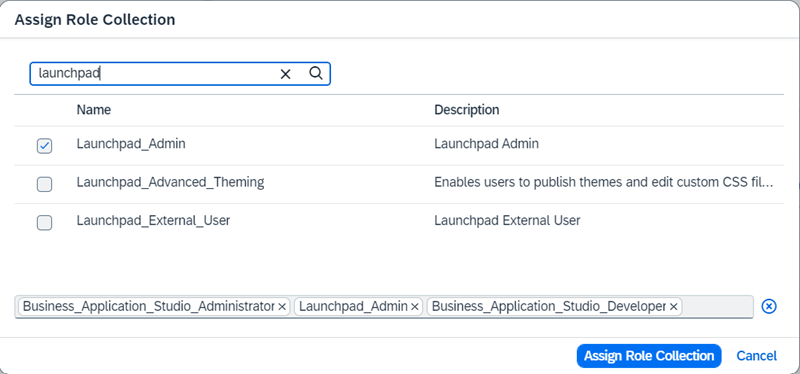 Assign Role Collection
launchpad
Name Description
Launchpad_Admin Launchpad Admin
Launchpad_Advanced_Theming Enables users to publish themes and edit custom CSS fil...
Launchpad_External_User Launchpad External User
Business_Application_Studio_Administrator Launchpad_Admin Business_Application_Studio_Developer
Assign Role Collection Cancel